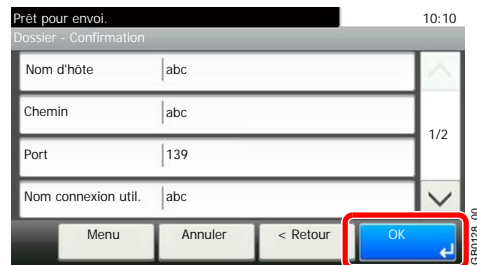 Prêt pour envoi. 10:10
Dossier - Confirmation
Nom d'hôte abc
Chemin abc
1/2
Port 139
Nom connexion util. abc
Menu Annuler < Retour OK
GB0128_00